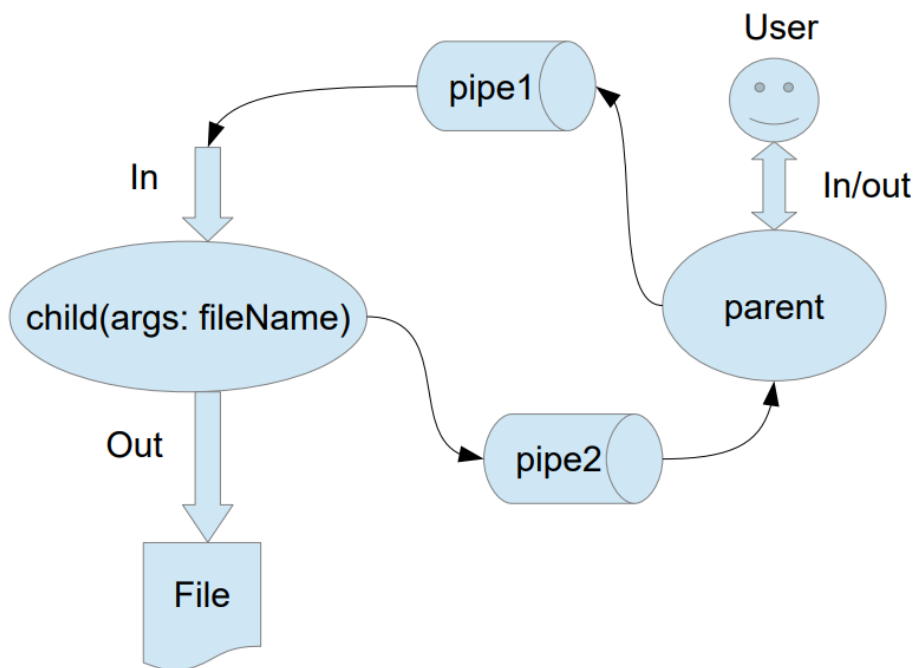 User
pipe1
In
In/out
child(args: fileName)
parent
Out
pipe2
File